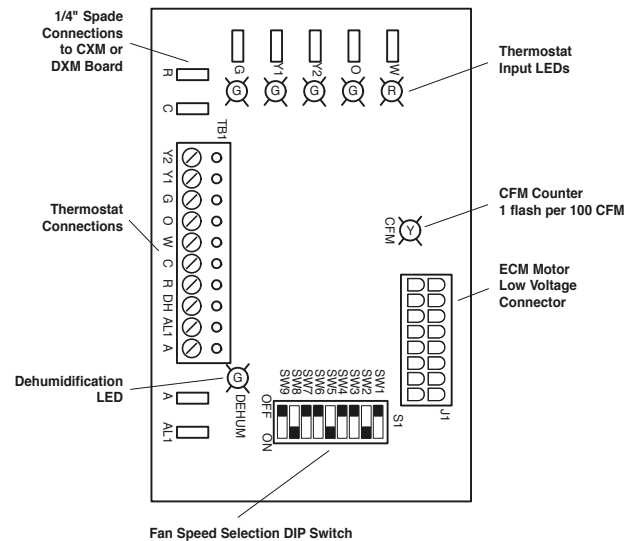 1/4" Spade
Connections
to CXM or
DXM Board
R
C
G
Y1
Y2
O
W
G
G
G
G
R
Thermostat
Input LEDs
TB1
Y2
Y1
G
O
W
C
R
DH
AL1
A
Thermostat
Connections
CFM
Y
CFM Counter
1 flash per 100 CFM
ECM Motor
Low Voltage
Connector
J1
Dehumidification
LED
G
DEHUM
A
AL1
OFF
ON
SW9
SW8
SW7
SW6
SW5
SW4
SW3
SW2
SW1
S1
Fan Speed Selection DIP Switch